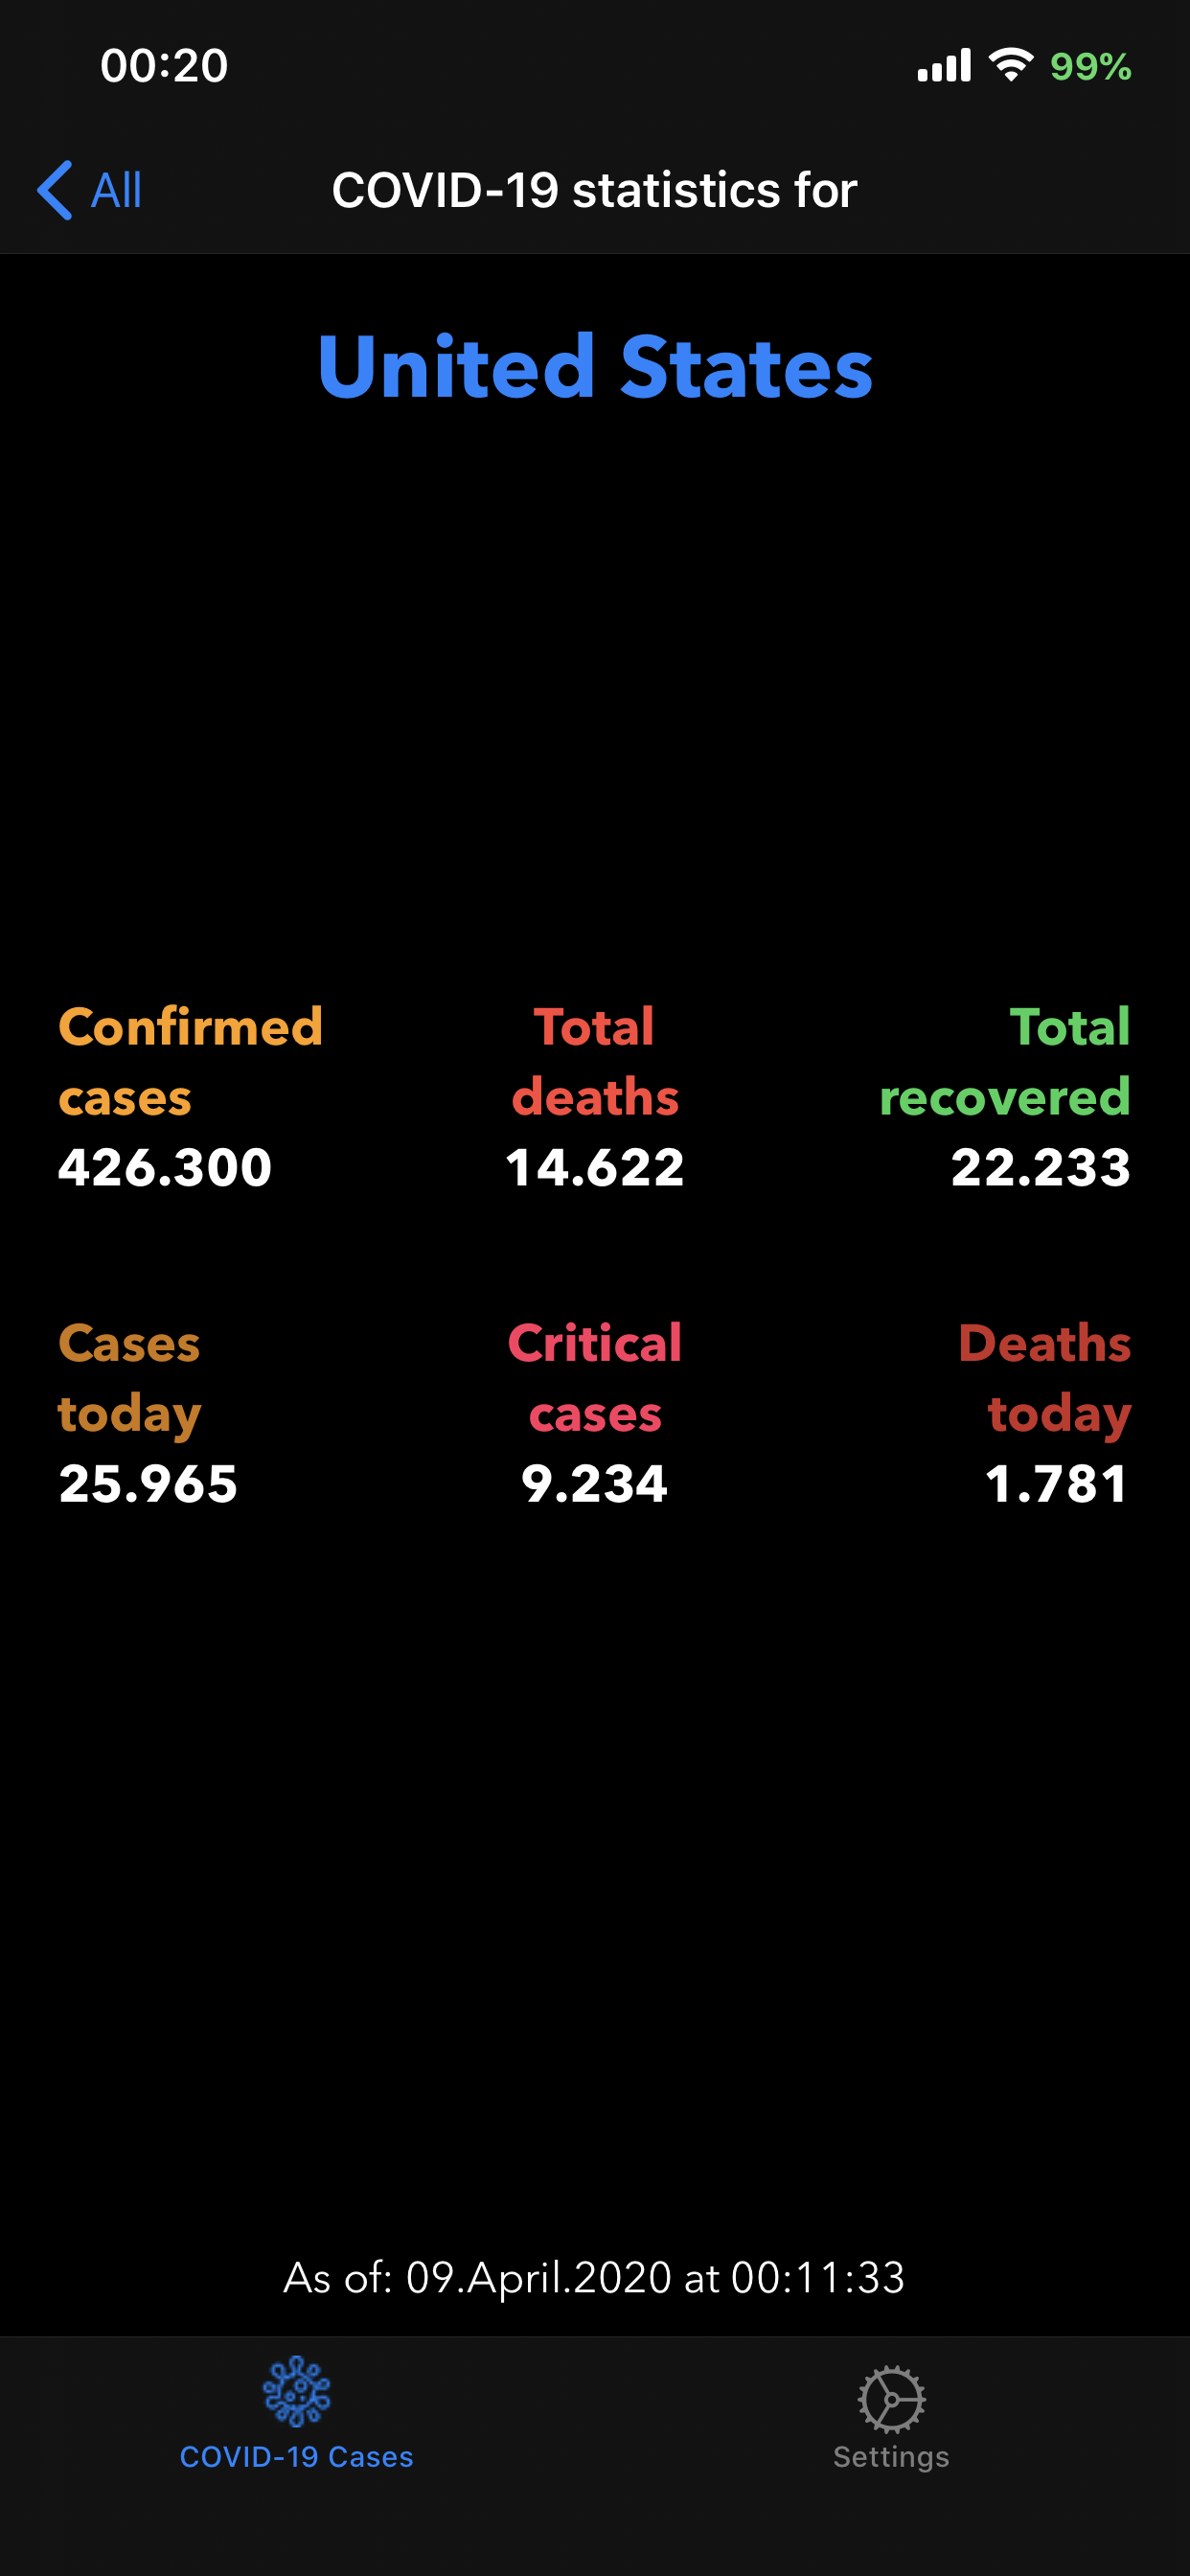 00:20 99%
All COVID-19 statistics for
United States
Confirmed cases
426.300
Total deaths
14.622
Total recovered
22.233
Cases today
25.965
Critical cases
9.234
Deaths today
1.781
As of: 09.April.2020 at 00:11:33
COVID-19 Cases Settings